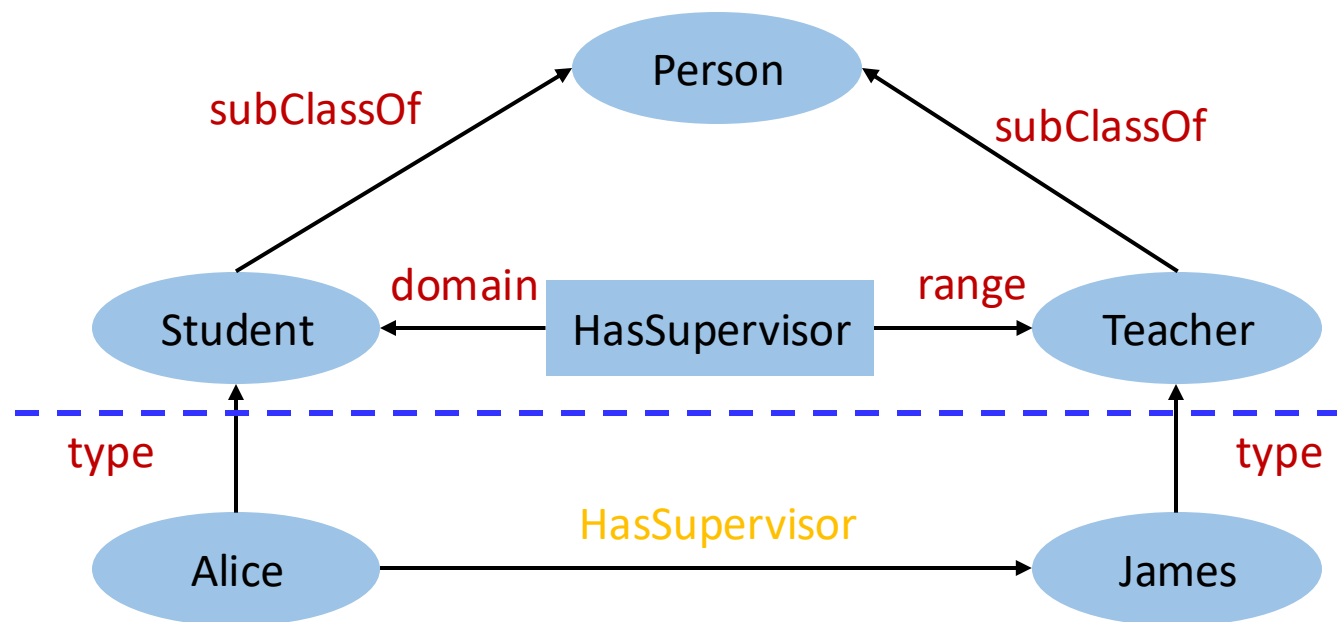 Person
subClassOf
subClassOf
domain
range
Student
HasSupervisor
Teacher
type
type
HasSupervisor
Alice
James